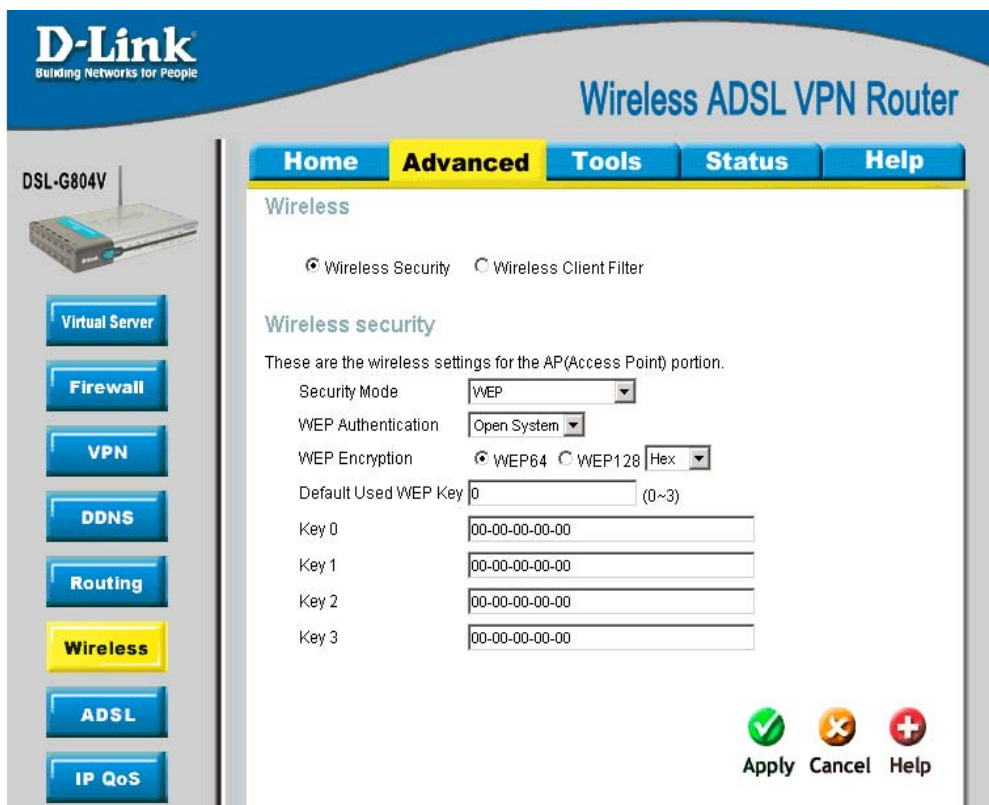 D-Link
Building Networks for People
Wireless ADSL VPN Router
DSL-G804V
Home Advanced Tools Status Help
Wireless
Wireless Security Wireless Client Filter
Wireless security
These are the wireless settings for the AP(Access Point) portion.
Security Mode WEP
WEP Authentication Open System
WEP Encryption WEP64 WEP128 Hex
Default Used WEP Key 0 (0~3)
Key 0 00-00-00-00-00
Key 1 00-00-00-00-00
Key 2 00-00-00-00-00
Key 3 00-00-00-00-00
Apply Cancel Help
Virtual Server
Firewall
VPN
DDNS
Routing
Wireless
ADSL
IP QoS